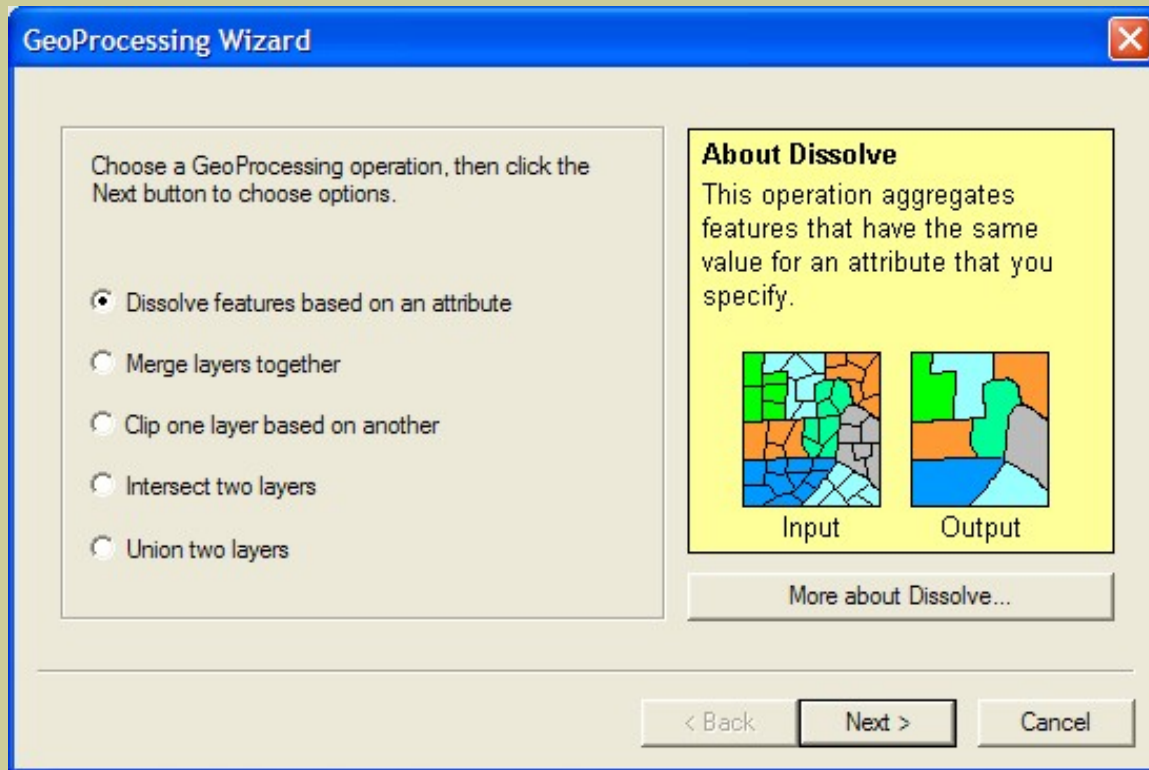 GeoProcessing Wizard
Choose a GeoProcessing operation, then click the
Next button to choose options.
Dissolve features based on an attribute
Merge layers together
Clip one layer based on another
Intersect two layers
Union two layers
About Dissolve
This operation aggregates
features that have the same
value for an attribute that you
specify.
Input Output
More about Dissolve...
< Back Next > Cancel